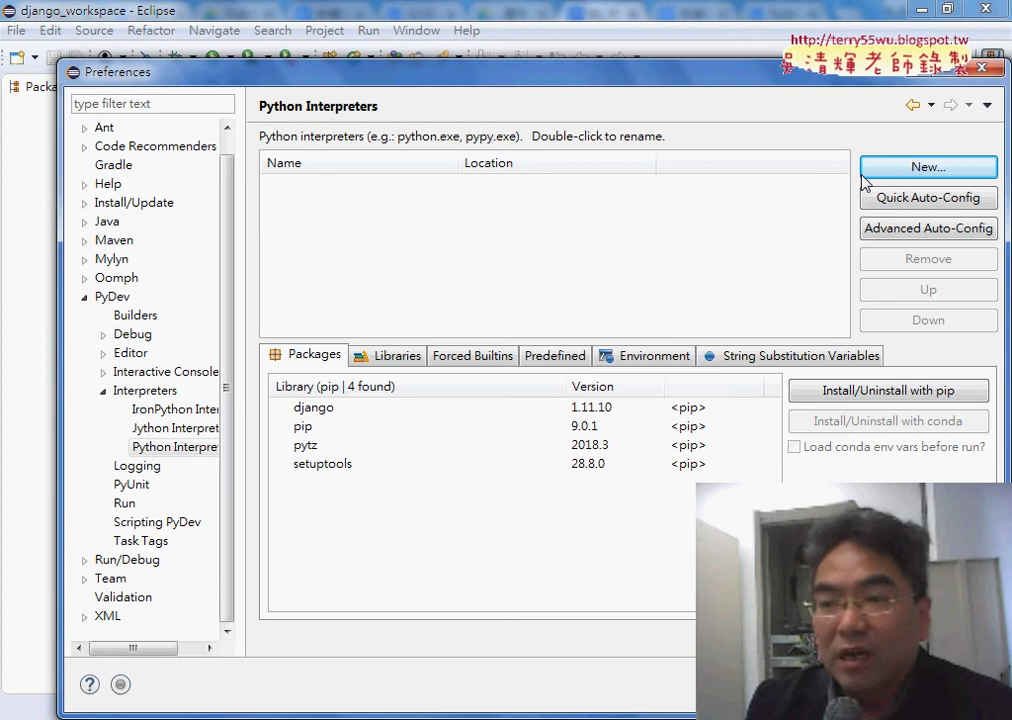 django_workspace - Eclipse
File Edit Source Refactor Navigate Search Project Run Window Help
http://terry55wu.blogspot.tw
吳清輝老師錄製
Packa
Preferences
type filter text
Ant
Code Recommenders
Gradle
Help
Install/Update
Java
Maven
Mylyn
Oomph
PyDev
Builders
Debug
Editor
Interactive Console
Interpreters
IronPython Inter
Jython Interpret
Python Interpre
Logging
PyUnit
Run
Scripting PyDev
Task Tags
Run/Debug
Team
Validation
XML
Python Interpreters
Python interpreters (e.g.: python.exe, pypy.exe). Double-click to rename.
Name Location
New...
Quick Auto-Config
Advanced Auto-Config
Remove
Up
Down
Packages Libraries Forced Builtins Predefined Environment String Substitution Variables
Library (pip | 4 found) Version
django 1.11.10 <pip>
pip 9.0.1 <pip>
pytz 2018.3 <pip>
setuptools 28.8.0 <pip>
Install/Uninstall with pip
Install/Uninstall with conda
Load conda env vars before run?